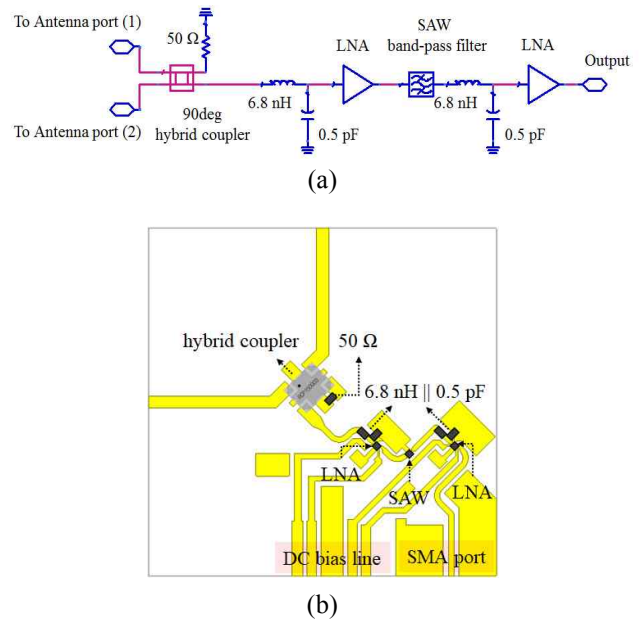 To Antenna port (1)
50 Ω
LNA
SAW
band-pass filter
LNA
Output
6.8 nH
6.8 nH
To Antenna port (2)
90deg
hybrid coupler
0.5 pF
0.5 pF
(a)
hybrid coupler
50 Ω
6.8 nH || 0.5 pF
LNA
SAW
LNA
DC bias line
SMA port
(b)